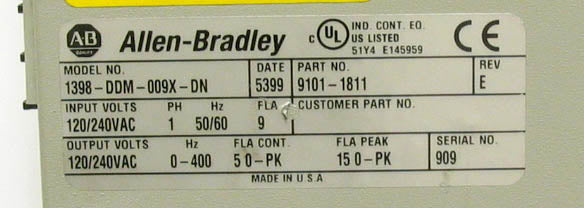 AB QUALITY Allen-Bradley c UL IND. CONT. EQ.
US LISTED
51Y4 E145959
CE
MODEL NO. DATE PART NO. REV
1398-DDM-009X-DN 5399 9101-1811 E
INPUT VOLTS PH Hz FLA CUSTOMER PART NO.
120/240VAC 1 50/60 9
OUTPUT VOLTS Hz FLA CONT. FLA PEAK SERIAL NO.
120/240VAC 0-400 5 0-PK 15 0-PK 909
MADE IN U.S.A.